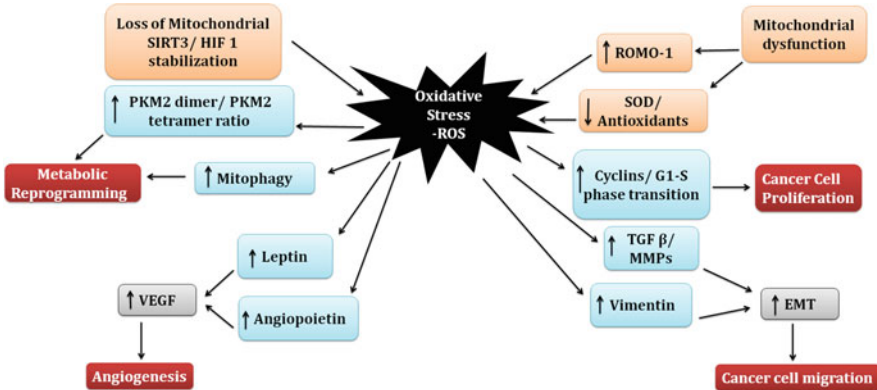 Loss of Mitochondrial
SIRT3/ HIF 1
stabilization
Mitochondrial
dysfunction
↑ ROMO-1
Oxidative
Stress
-ROS
↑ PKM2 dimer/ PKM2
tetramer ratio
↓ SOD/
Antioxidants
Metabolic
Reprogramming
↑ Mitophagy
↑ Cyclins/ G1-S
phase transition
Cancer Cell
Proliferation
↑ Leptin
↑ TGF β/
MMPs
↑ VEGF
↑ Angiopoietin
↑ Vimentin
↑ EMT
Angiogenesis
Cancer cell migration